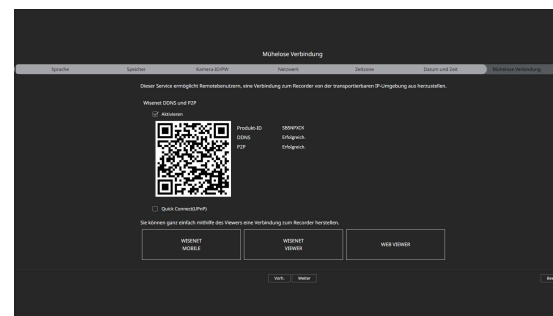 Mühelose Verbindung
Sprache Speicher Kamera-ID/PW Netzwerk Zeitzone Datum und Zeit Mühelose Verbindung
Dieser Service ermöglicht Remotebenutzern, eine Verbindung zum Recorder von der transportierbaren IP-Umgebung aus herzustellen.
Wisenet DDNS und P2P
Aktivieren
Produkt-ID
DDNS Erfolgreich.
P2P Erfolgreich.
Quick Connect(UPnP)
Sie können ganz einfach mithilfe des Viewers eine Verbindung zum Recorder herstellen.
WISENET MOBILE
WISENET VIEWER
WEB VIEWER
Vorh. Weiter